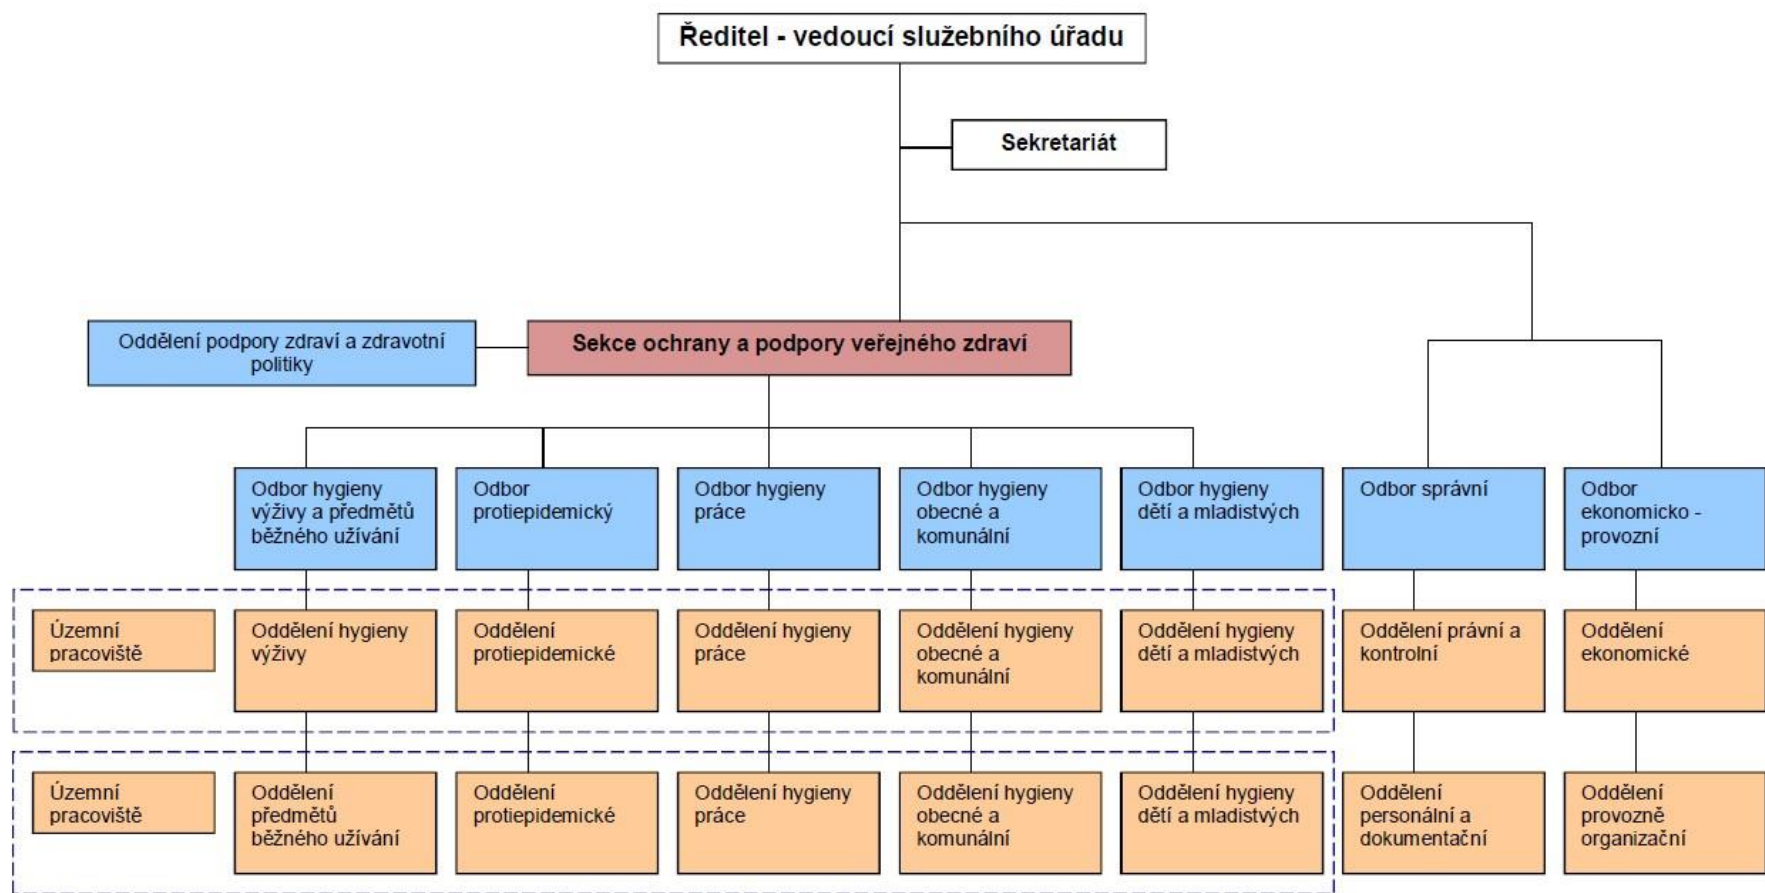 Ředitel - vedoucí služebního úřadu
Sekretariát
Oddělení podpory zdraví a zdravotní
politiky
Sekce ochrany a podpory veřejného zdraví
Odbor hygieny
výživy a předmětů
běžného užívání
Odbor
protiepidemický
Odbor hygieny
práce
Odbor hygieny
obecné a
komunální
Odbor hygieny
dětí a mladistvých
Odbor správní
Odbor
ekonomicko -
provozní
Územní
pracoviště
Oddělení hygieny
výživy
Oddělení
protiepidemické
Oddělení hygieny
práce
Oddělení hygieny
obecné a
komunální
Oddělení hygieny
dětí a mladistvých
Oddělení právní a
kontrolní
Oddělení
ekonomické
Územní
pracoviště
Oddělení
předmětů
běžného užívání
Oddělení
protiepidemické
Oddělení hygieny
práce
Oddělení hygieny
obecné a
komunální
Oddělení hygieny
dětí a mladistvých
Oddělení
personální a
dokumentační
Oddělení
provozně
organizační